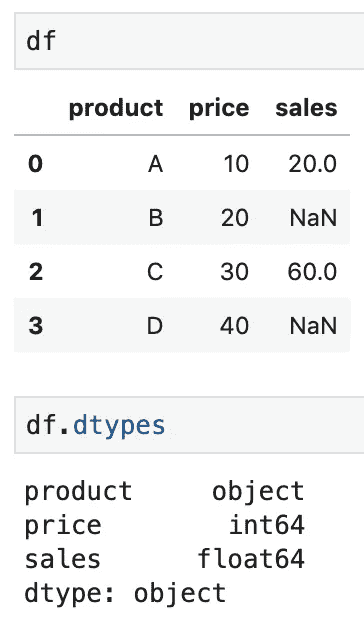 df
product price sales
0 A 10 20.0
1 B 20 NaN
2 C 30 60.0
3 D 40 NaN
df.dtypes
product object
price int64
sales float64
dtype: object